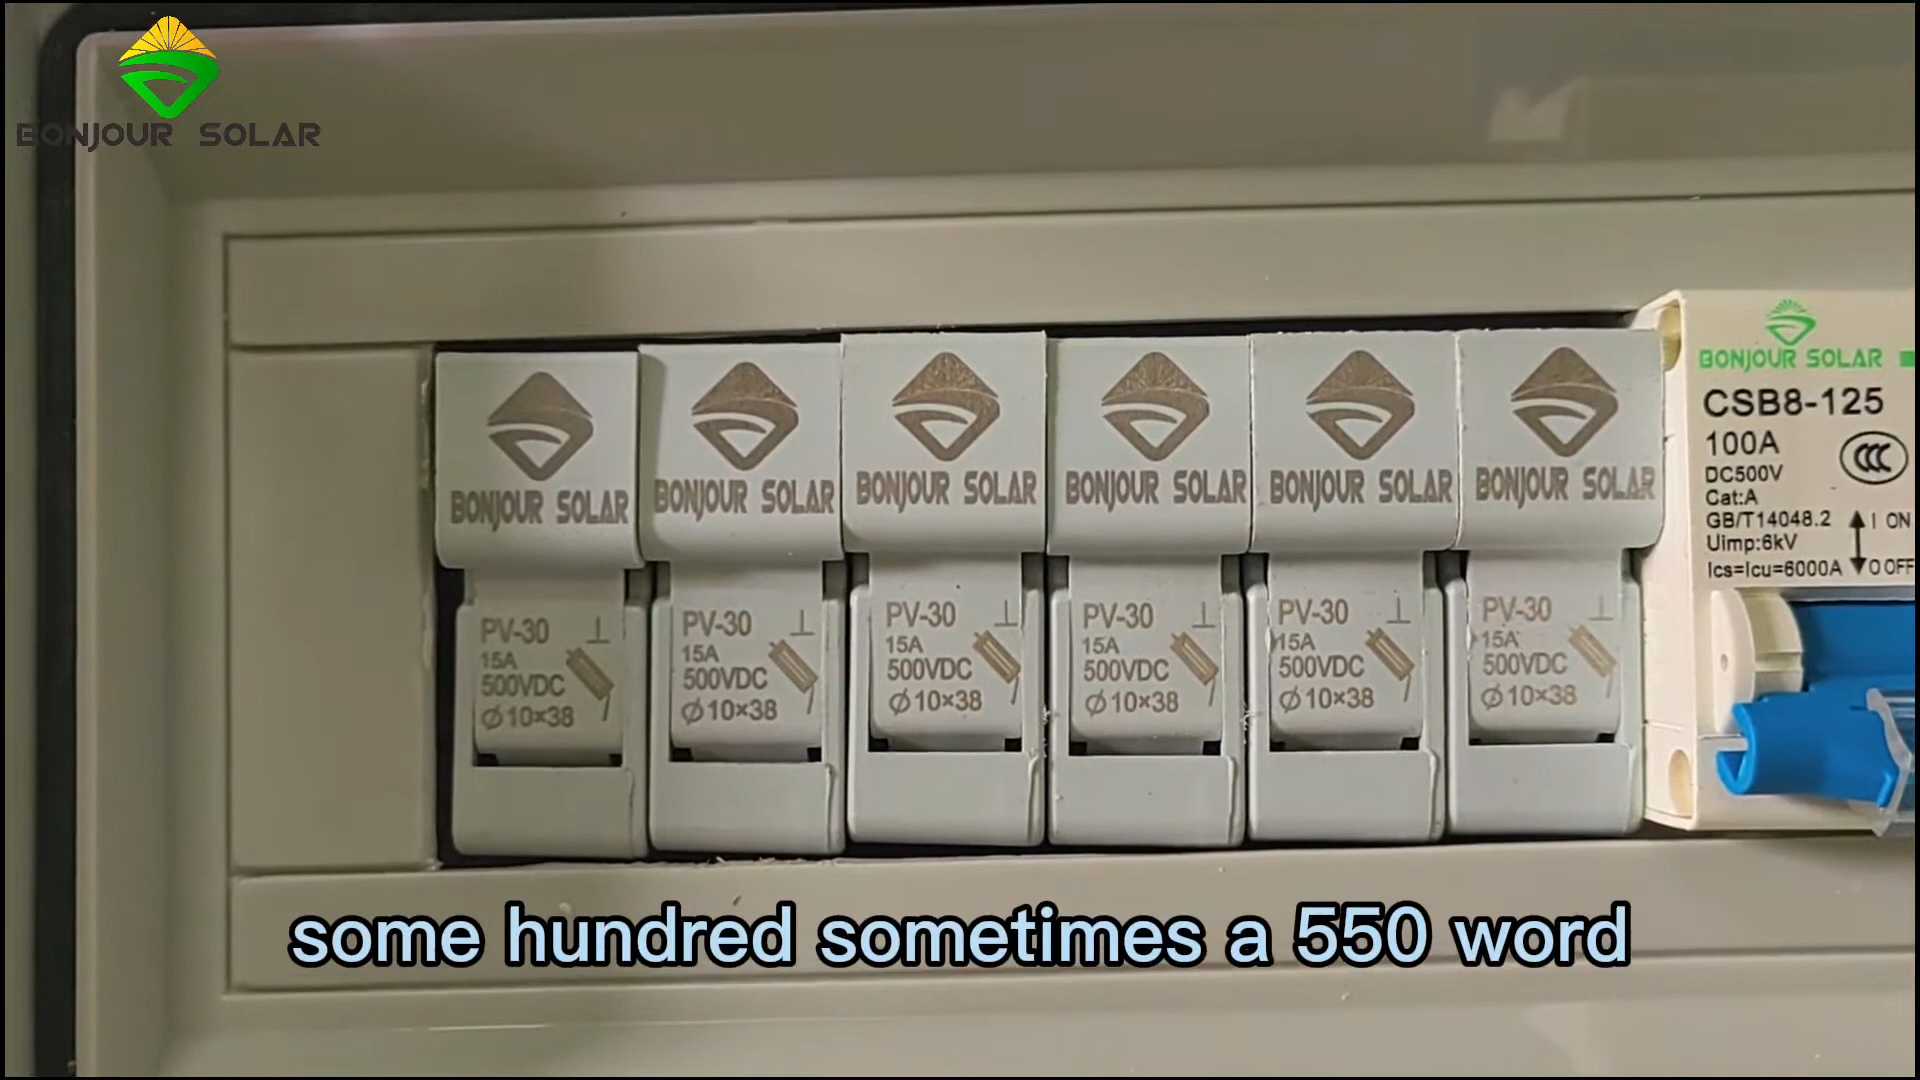 BONJOUR SOLAR
BONJOUR SOLAR
PV-30
15A
500VDC
Ø10×38
BONJOUR SOLAR
PV-30
15A
500VDC
Ø10×38
BONJOUR SOLAR
PV-30
15A
500VDC
Ø10×38
BONJOUR SOLAR
PV-30
15A
500VDC
Ø10×38
BONJOUR SOLAR
PV-30
15A
500VDC
Ø10×38
BONJOUR SOLAR
PV-30
15A
500VDC
Ø10×38
BONJOUR SOLAR
CSB8-125
100A
CCC
DC500V
Cat:A
GB/T14048.2
I ON
Uimp:6kV
Ics=Icu=6000A
O OFF
some hundred sometimes a 550 word